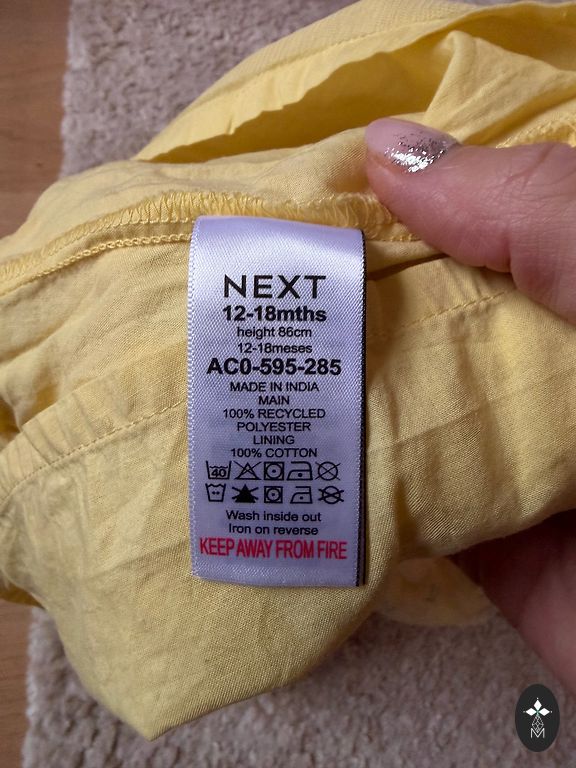 NEXT
12-18mths
height 86cm
12-18meses
AC0-595-285
MADE IN INDIA
MAIN
100% RECYCLED
POLYESTER
LINING
100% COTTON
40
Wash inside out
Iron on reverse
KEEP AWAY FROM FIRE
M